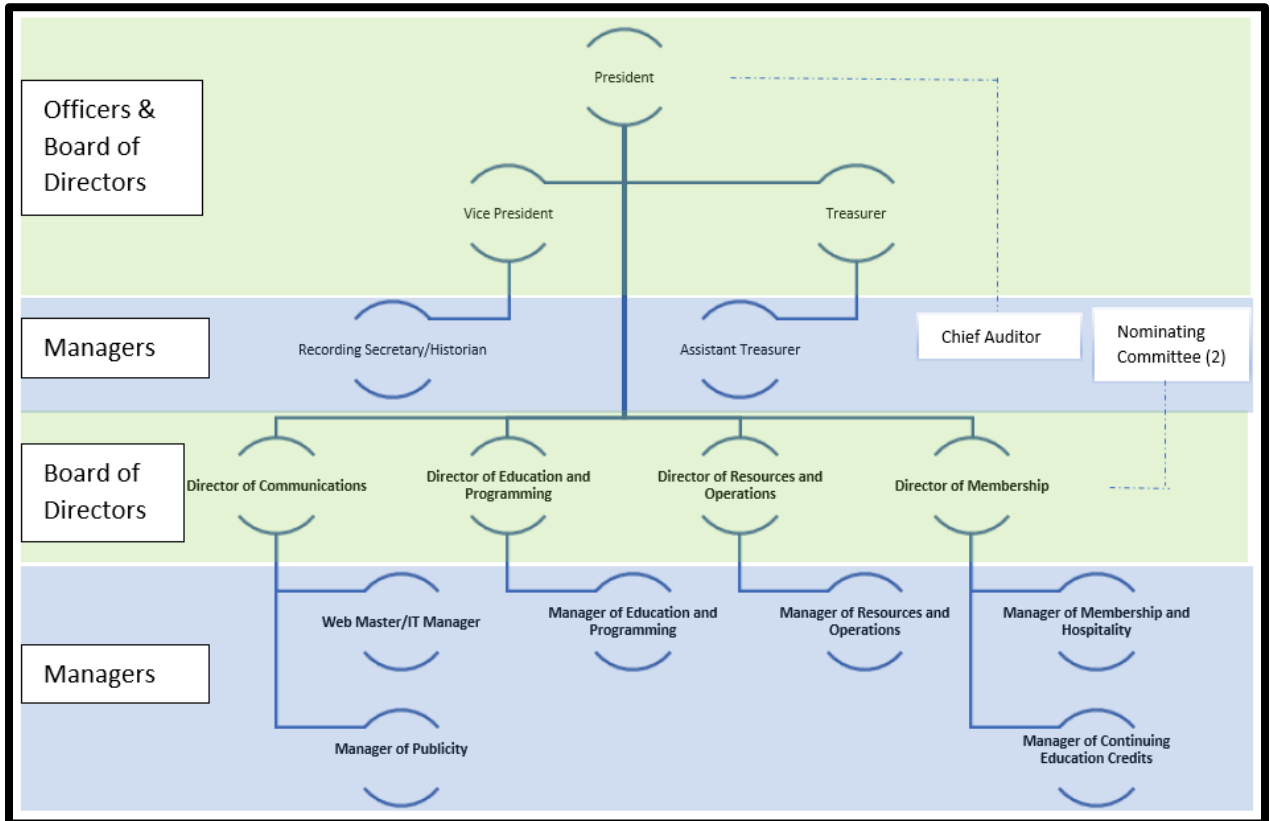 President
Officers &
Board of
Directors
Vice President
Treasurer
Managers
Recording Secretary/Historian
Assistant Treasurer
Chief Auditor
Nominating
Committee (2)
Board of
Directors
Director of Communications
Director of Education and
Programming
Director of Resources and
Operations
Director of Membership
Web Master/IT Manager
Manager of Education and
Programming
Manager of Resources and
Operations
Manager of Membership and
Hospitality
Managers
Manager of Publicity
Manager of Continuing
Education Credits